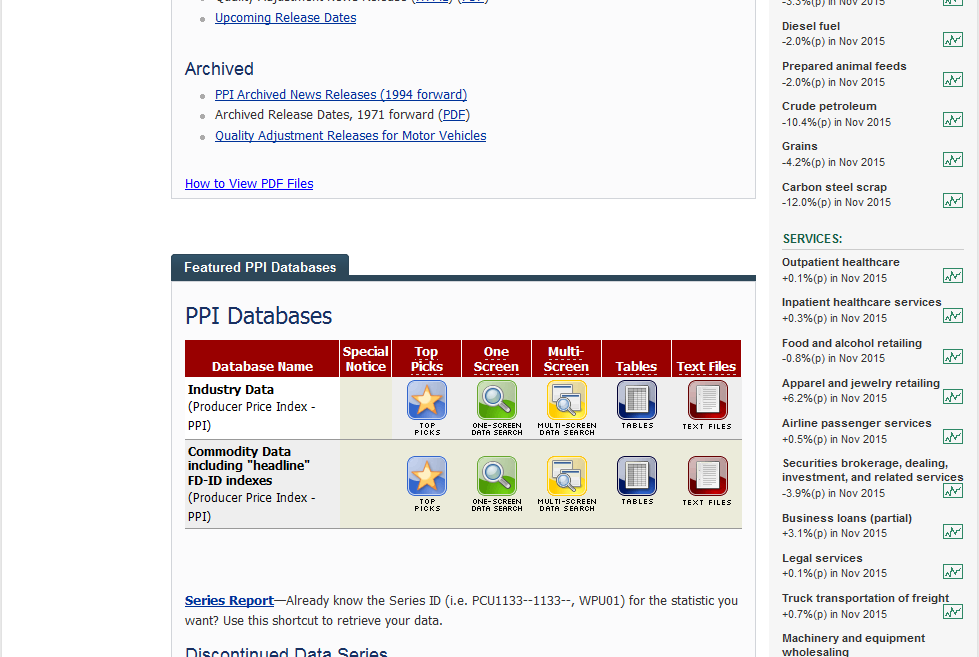 Upcoming Release Dates
Archived
PPI Archived News Releases (1994 forward)
Archived Release Dates, 1971 forward (PDF)
Quality Adjustment Releases for Motor Vehicles
How to View PDF Files
Featured PPI Databases
PPI Databases
Database Name
Special Notice
Top Picks
One Screen
Multi-Screen
Tables
Text Files
Industry Data
(Producer Price Index -
PPI)
TOP PICKS
ONE-SCREEN DATA SEARCH
MULTI-SCREEN DATA SEARCH
TABLES
TEXT FILES
Commodity Data
including "headline"
FD-ID indexes
(Producer Price Index -
PPI)
TOP PICKS
ONE-SCREEN DATA SEARCH
MULTI-SCREEN DATA SEARCH
TABLES
TEXT FILES
Series Report—Already know the Series ID (i.e. PCU1133--1133--, WPU01) for the statistic you
want? Use this shortcut to retrieve your data.
Discontinued Data Series
-3.3%(p) in Nov 2015
Diesel fuel
-2.0%(p) in Nov 2015
Prepared animal feeds
-2.0%(p) in Nov 2015
Crude petroleum
-10.4%(p) in Nov 2015
Grains
-4.2%(p) in Nov 2015
Carbon steel scrap
-12.0%(p) in Nov 2015
SERVICES:
Outpatient healthcare
+0.1%(p) in Nov 2015
Inpatient healthcare services
+0.3%(p) in Nov 2015
Food and alcohol retailing
-0.8%(p) in Nov 2015
Apparel and jewelry retailing
+6.2%(p) in Nov 2015
Airline passenger services
+0.5%(p) in Nov 2015
Securities brokerage, dealing,
investment, and related services
-3.9%(p) in Nov 2015
Business loans (partial)
+3.1%(p) in Nov 2015
Legal services
+0.1%(p) in Nov 2015
Truck transportation of freight
+0.7%(p) in Nov 2015
Machinery and equipment
wholesaling